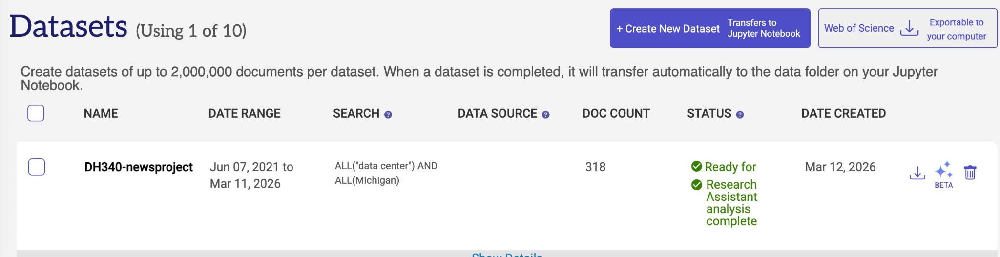 Datasets (Using 1 of 10)
+ Create New Dataset
Transfers to
Jupyter Notebook
Web of Science
Exportable to
your computer
Create datasets of up to 2,000,000 documents per dataset. When a dataset is completed, it will transfer automatically to the data folder on your Jupyter
Notebook.
NAME
DATE RANGE
SEARCH ?
DATA SOURCE ?
DOC COUNT
STATUS ?
DATE CREATED
DH340-newsproject
Jun 07, 2021 to
Mar 11, 2026
ALL("data center") AND
ALL(Michigan)
318
Ready for
Research
Assistant
analysis
complete
Mar 12, 2026
BETA
Show Details